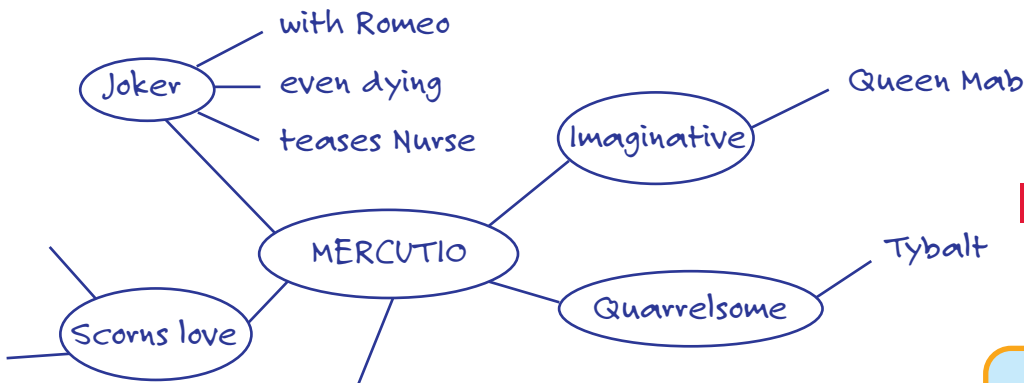 with Romeo
Joker
even dying
teases Nurse
Queen Mab
Imaginative
MERCUTIO
Tybalt
Quarrelsome
Scorns love